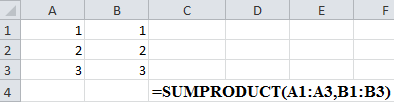 A B C D E F
1 1 1
2 2 2
3 3 3
4 =SUMPRODUCT(A1:A3,B1:B3)